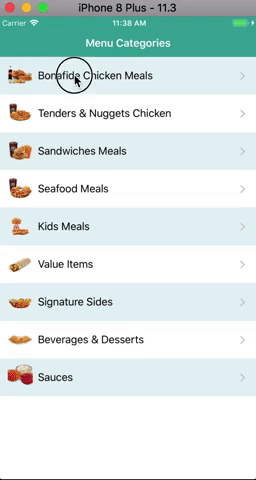 iPhone 8 Plus - 11.3
Carrier 11:38 AM
Menu Categories
Bonafide Chicken Meals
Tenders & Nuggets Chicken
Sandwiches Meals
Seafood Meals
Kids Meals
Value Items
Signature Sides
Beverages & Desserts
Sauces